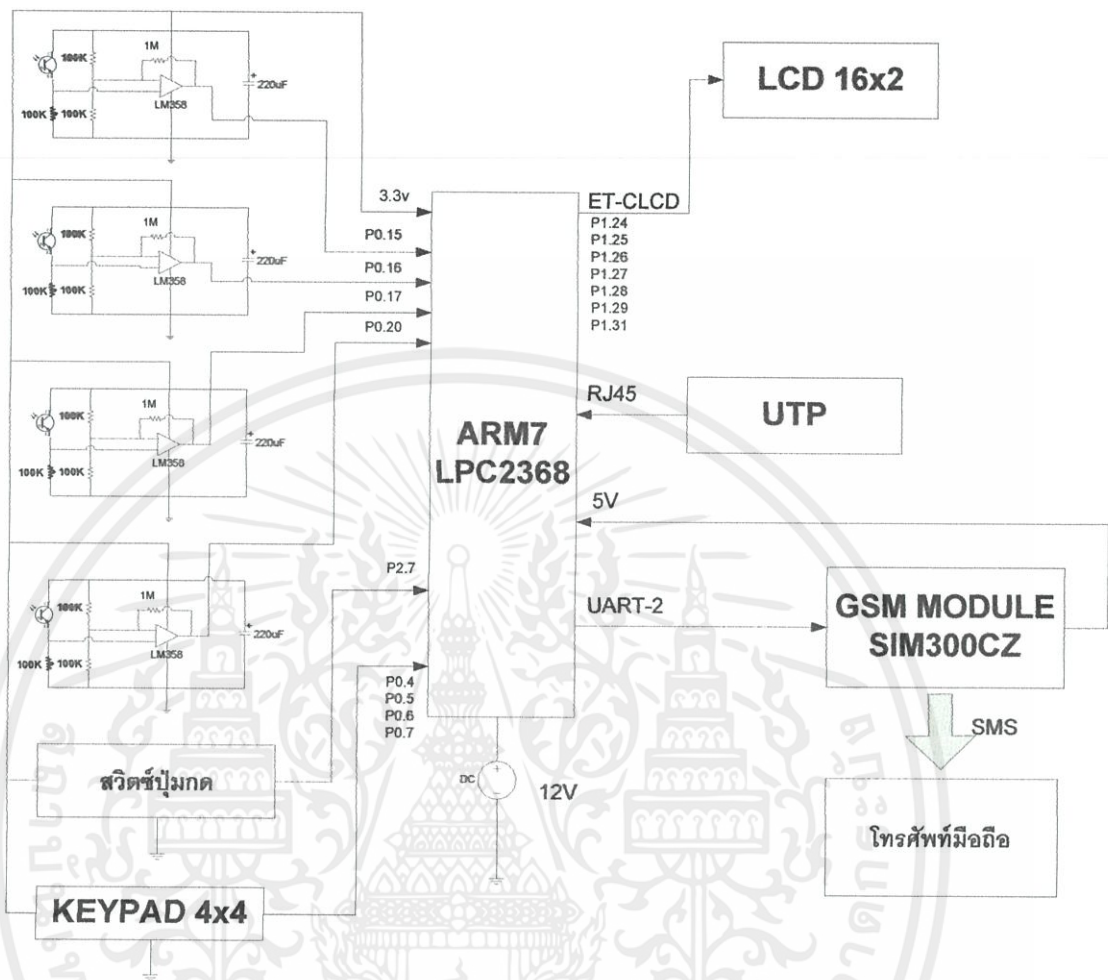 100K
1M
220uF
LM358
100K
100K
LCD 16x2
3.3v
ET-CLCD
P1.24
P1.25
P1.26
P1.27
P1.28
P1.29
P1.31
P0.15
P0.16
P0.17
P0.20
1M
100K
220uF
LM358
100K
100K
1M
100K
220uF
LM358
100K
100K
RJ45
UTP
ARM7
LPC2368
5V
P2.7
UART-2
GSM MODULE
SIM300CZ
1M
100K
220uF
LM358
100K
100K
P0.4
P0.5
P0.6
P0.7
SMS
สวิตซ์ปุ่มกด
DC
12V
โทรศัพท์มือถือ
KEYPAD 4x4